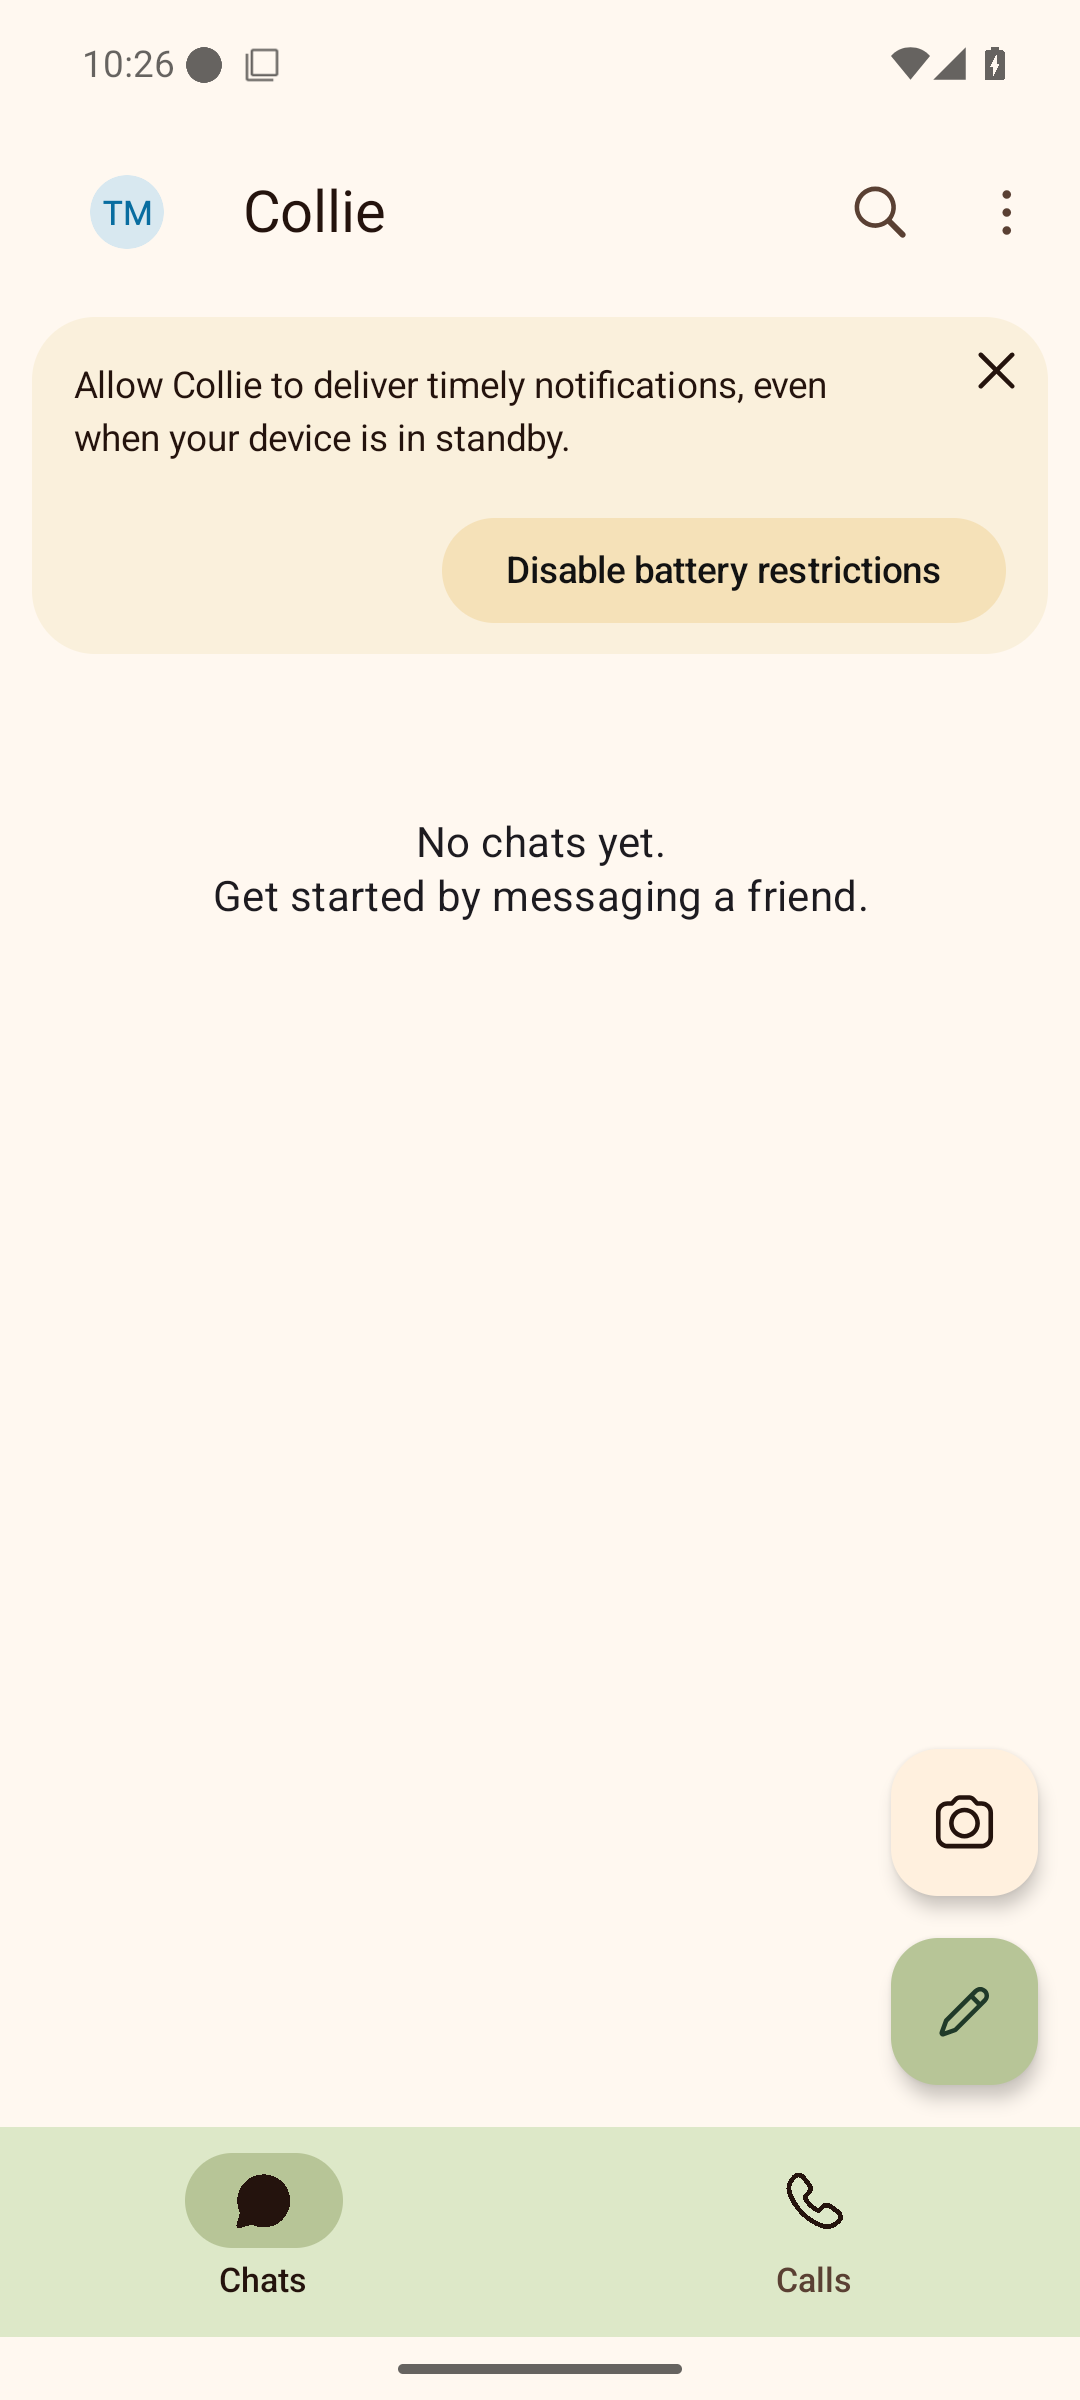 10:26
TM
Collie
Allow Collie to deliver timely notifications, even
when your device is in standby.
Disable battery restrictions
No chats yet.
Get started by messaging a friend.
Chats
Calls